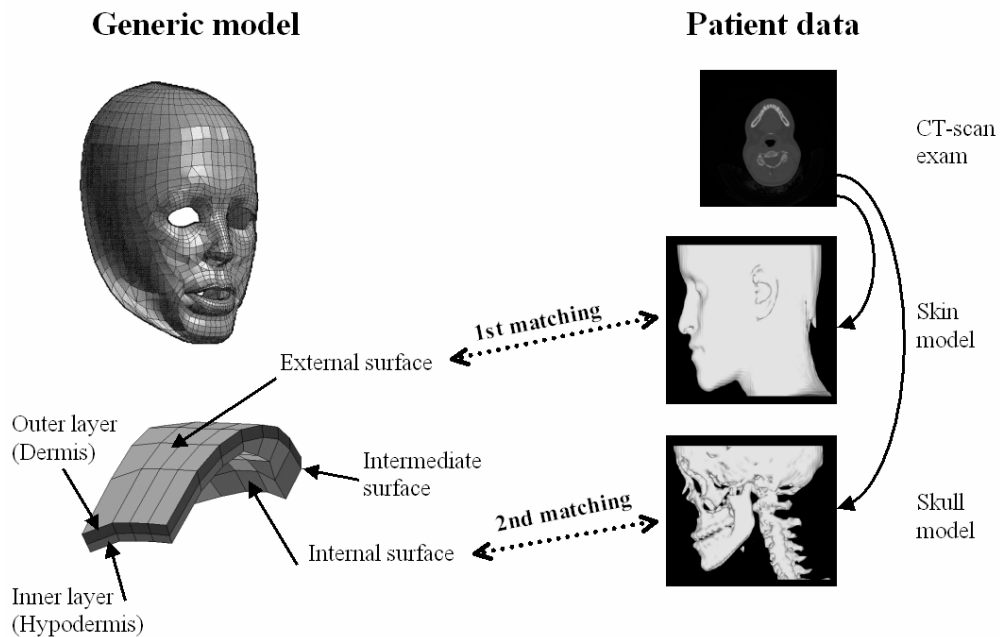 Generic model
Patient data
CT-scan
exam
1st matching
Skin
model
External surface
Outer layer
(Dermis)
Intermediate
surface
2nd matching
Skull
model
Internal surface
Inner layer
(Hypodermis)